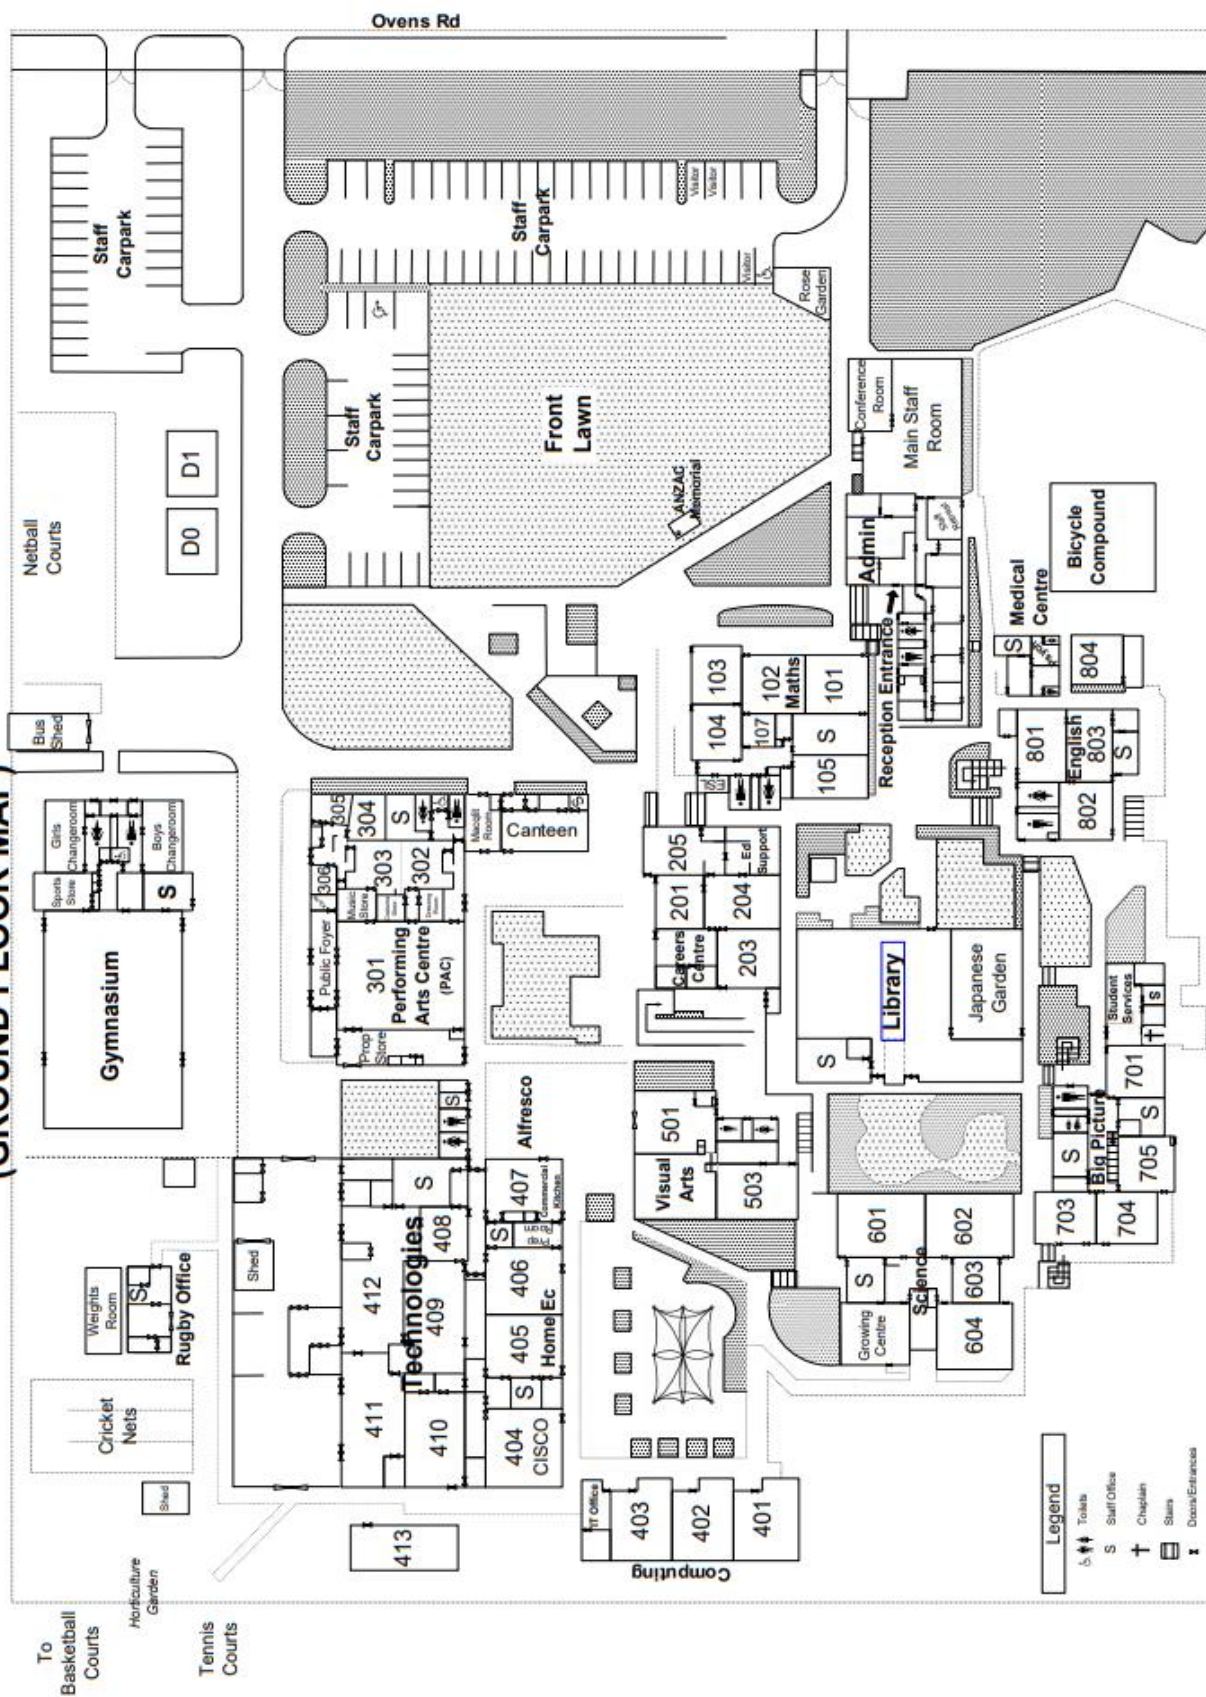 (GROUND FLOOR MAP)
Ovens Rd
Staff
Carpark
Staff
Carpark
Visitor
Visitor
Visitor
Rose
Garden
Staff
Carpark
Front
Lawn
ANZAC
Memorial
Netball
Courts
D1
D0
Conference
Room
Main Staff
Room
Admin
Reception Entrance
Medical
Centre
S
Bicycle
Compound
804
801
English
803
S
802
103
102
Maths
101
104
107
S
105
Bus
Shed
Girls
Changeroom
Boys
Changeroom
Sports
Store
S
Gymnasium
305
304
S
306
303
302
Music
Store
Macalit
Room
Canteen
S
Public Foyer
301
Performing
Arts Centre
(PAC)
Prop
Store
205
Ed
Support
201
204
Careers
Centre
203
Library
S
Japanese
Garden
Student
Services
S
701
S
Big Picture
S
705
703
704
Alfresco
S
501
Visual
Arts
503
601
602
S
Science
603
Growing
Centre
604
Technologies
S
407
Commercial
Kitchen
408
S
412
409
406
405
Home Ec
S
411
410
404
CISCO
Shed
Weights
Room
S
Rugby Office
Cricket
Nets
Shed
413
IT Office
403
402
401
Computing
Horticulture
Garden
To
Basketball
Courts
Tennis
Courts
Legend
Toilets
S Staff Office
Chaplain
Stairs
Doors/Entrances